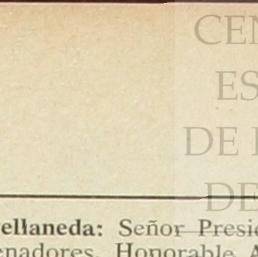 CEN
ES
DE
DE
ellaneda: Señor Presid
enadores, Honorable A